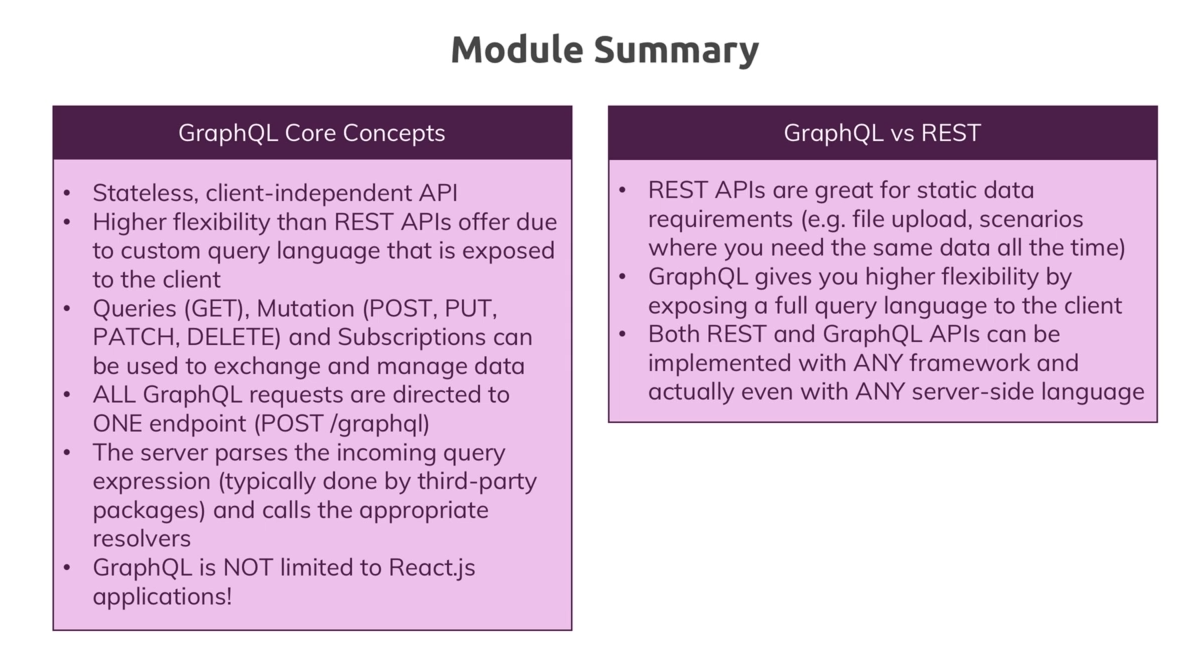 Module Summary
GraphQL Core Concepts
• Stateless, client-independent API
• Higher flexibility than REST APIs offer due
to custom query language that is exposed
to the client
• Queries (GET), Mutation (POST, PUT,
PATCH, DELETE) and Subscriptions can
be used to exchange and manage data
• ALL GraphQL requests are directed to
ONE endpoint (POST /graphql)
• The server parses the incoming query
expression (typically done by third-party
packages) and calls the appropriate
resolvers
• GraphQL is NOT limited to React.js
applications!
GraphQL vs REST
• REST APIs are great for static data
requirements (e.g. file upload, scenarios
where you need the same data all the time)
• GraphQL gives you higher flexibility by
exposing a full query language to the client
• Both REST and GraphQL APIs can be
implemented with ANY framework and
actually even with ANY server-side language